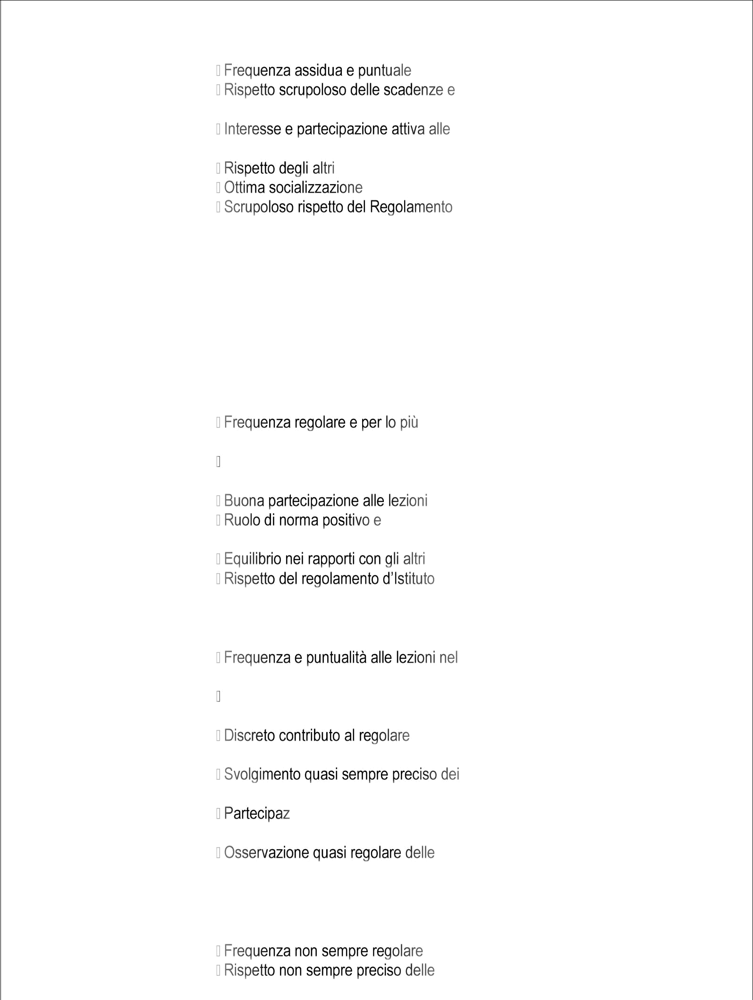 Frequenza assidua e puntuale
Rispetto scrupoloso delle scadenze e
Interesse e partecipazione attiva alle
Rispetto degli altri
Ottima socializzazione
Scrupoloso rispetto del Regolamento
Frequenza regolare e per lo più
Buona partecipazione alle lezioni
Ruolo di norma positivo e
Equilibrio nei rapporti con gli altri
Rispetto del regolamento d’Istituto
Frequenza e puntualità alle lezioni nel
Discreto contributo al regolare
Svolgimento quasi sempre preciso dei
Partecipaz
Osservazione quasi regolare delle
Frequenza non sempre regolare
Rispetto non sempre preciso delle